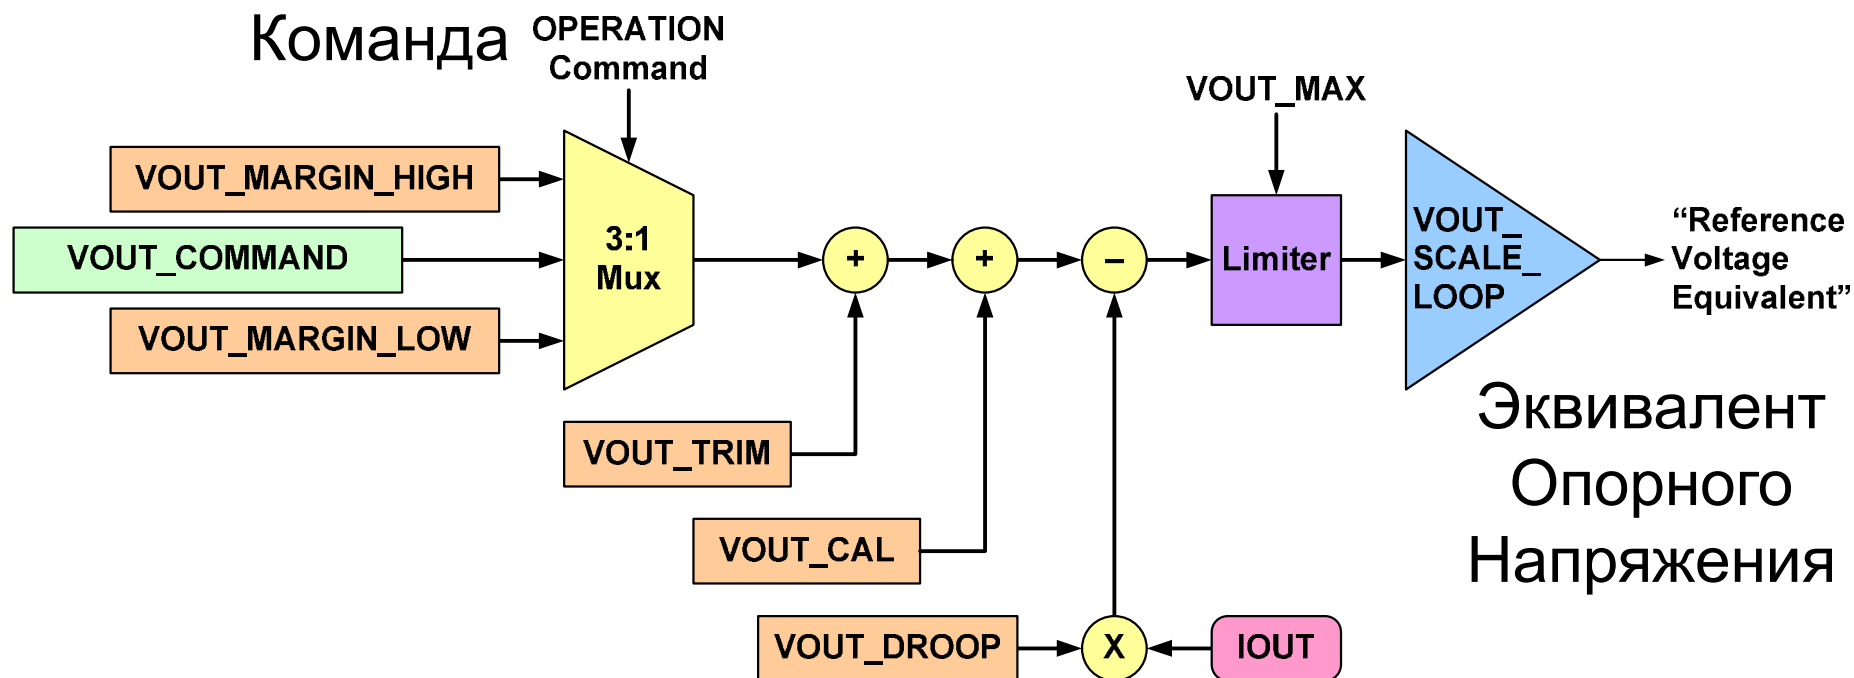 Команда
OPERATION
Command
VOUT_MAX
VOUT_MARGIN_HIGH
VOUT_COMMAND
VOUT_MARGIN_LOW
3:1
Mux
+
+
–
Limiter
VOUT_
SCALE_
LOOP
“Reference
Voltage
Equivalent”
Эквивалент
Опорного
Напряжения
VOUT_TRIM
VOUT_CAL
VOUT_DROOP
X
IOUT